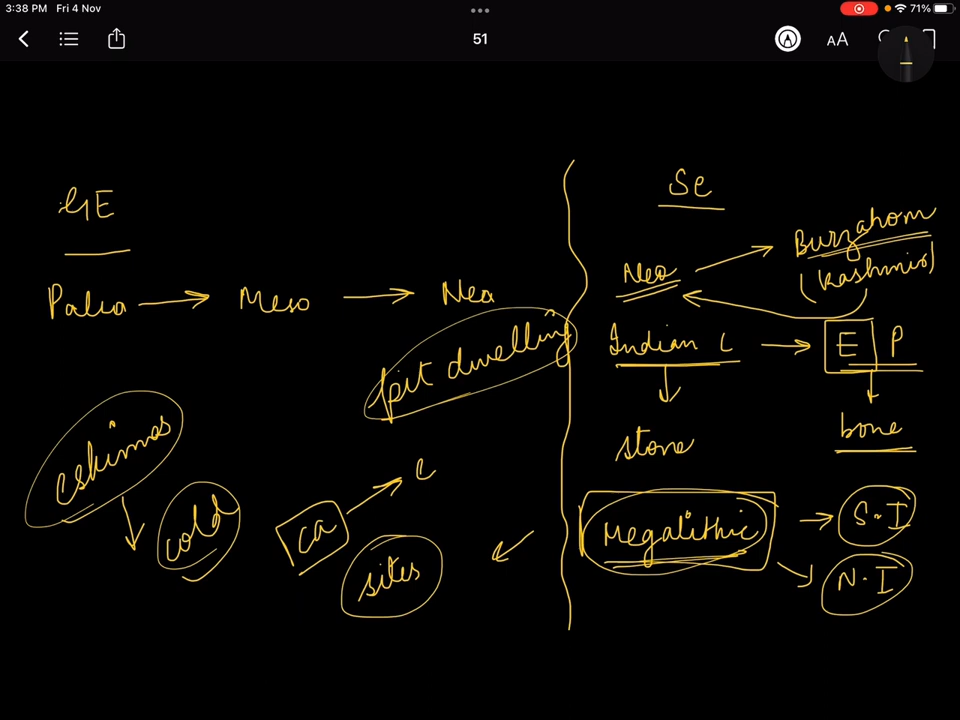 3:38 PM Fri 4 Nov
71%
51
AA
GE
Paleo → Meso → Neo
pit dwelling
eskimos
cold
ca → c
sites
Se
Neo → Burzahom
(Kashmir)
Indian c → E P
stone
bone
Megalithic → S.I
N.I